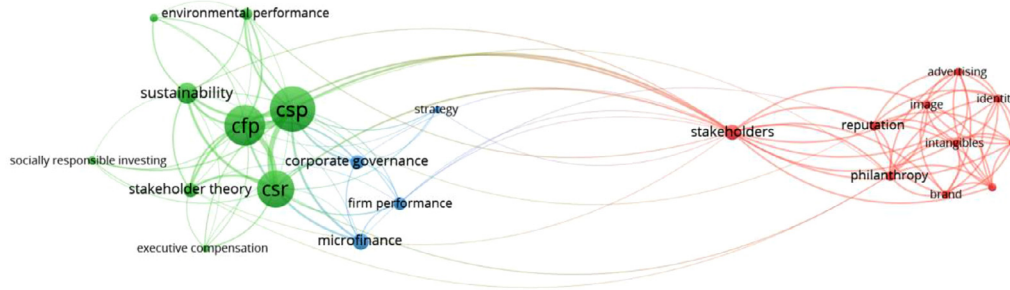 environmental performance
sustainability
csp
cfp
strategy
socially responsible investing
corporate governance
stakeholder theory
csr
firm performance
microfinance
executive compensation
stakeholders
advertising
image
identit
reputation
intangibles
philanthropy
brand